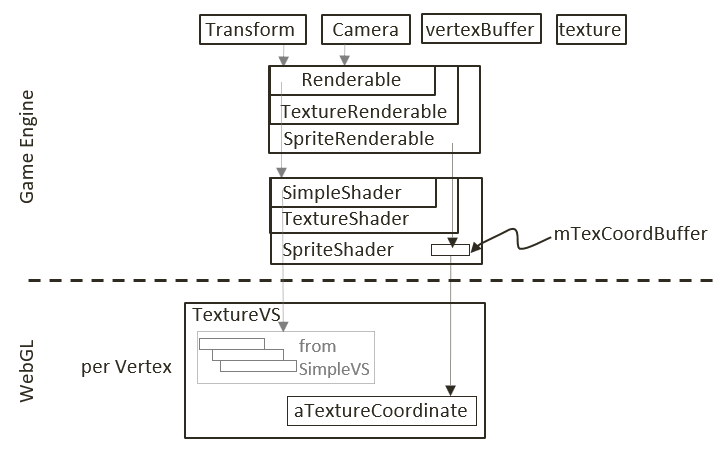 Transform
Camera
vertexBuffer
texture
Game Engine
Renderable
TextureRenderable
SpriteRenderable
SimpleShader
TextureShader
SpriteShader
mTexCoordBuffer
WebGL
TextureVS
per Vertex
from
SimpleVS
aTextureCoordinate